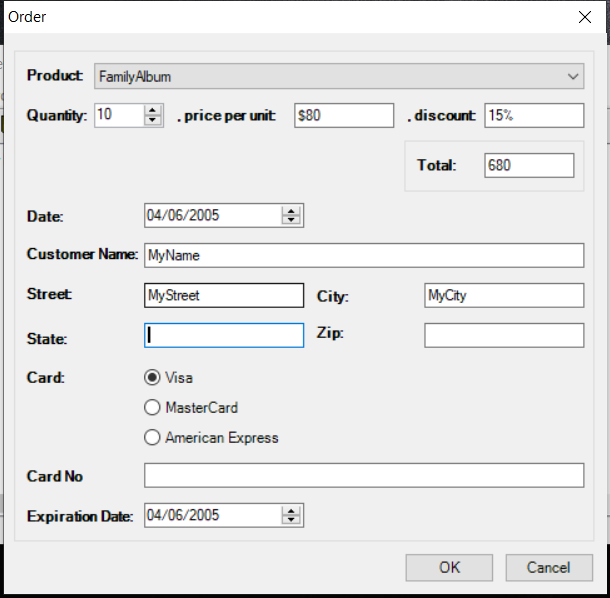 Order
Product: FamilyAlbum
Quantity: 10 . price per unit: $80 . discount: 15%
Total: 680
Date: 04/06/2005
Customer Name: MyName
Street: MyStreet City: MyCity
State: Zip:
Card: Visa
MasterCard
American Express
Card No
Expiration Date: 04/06/2005
OK Cancel